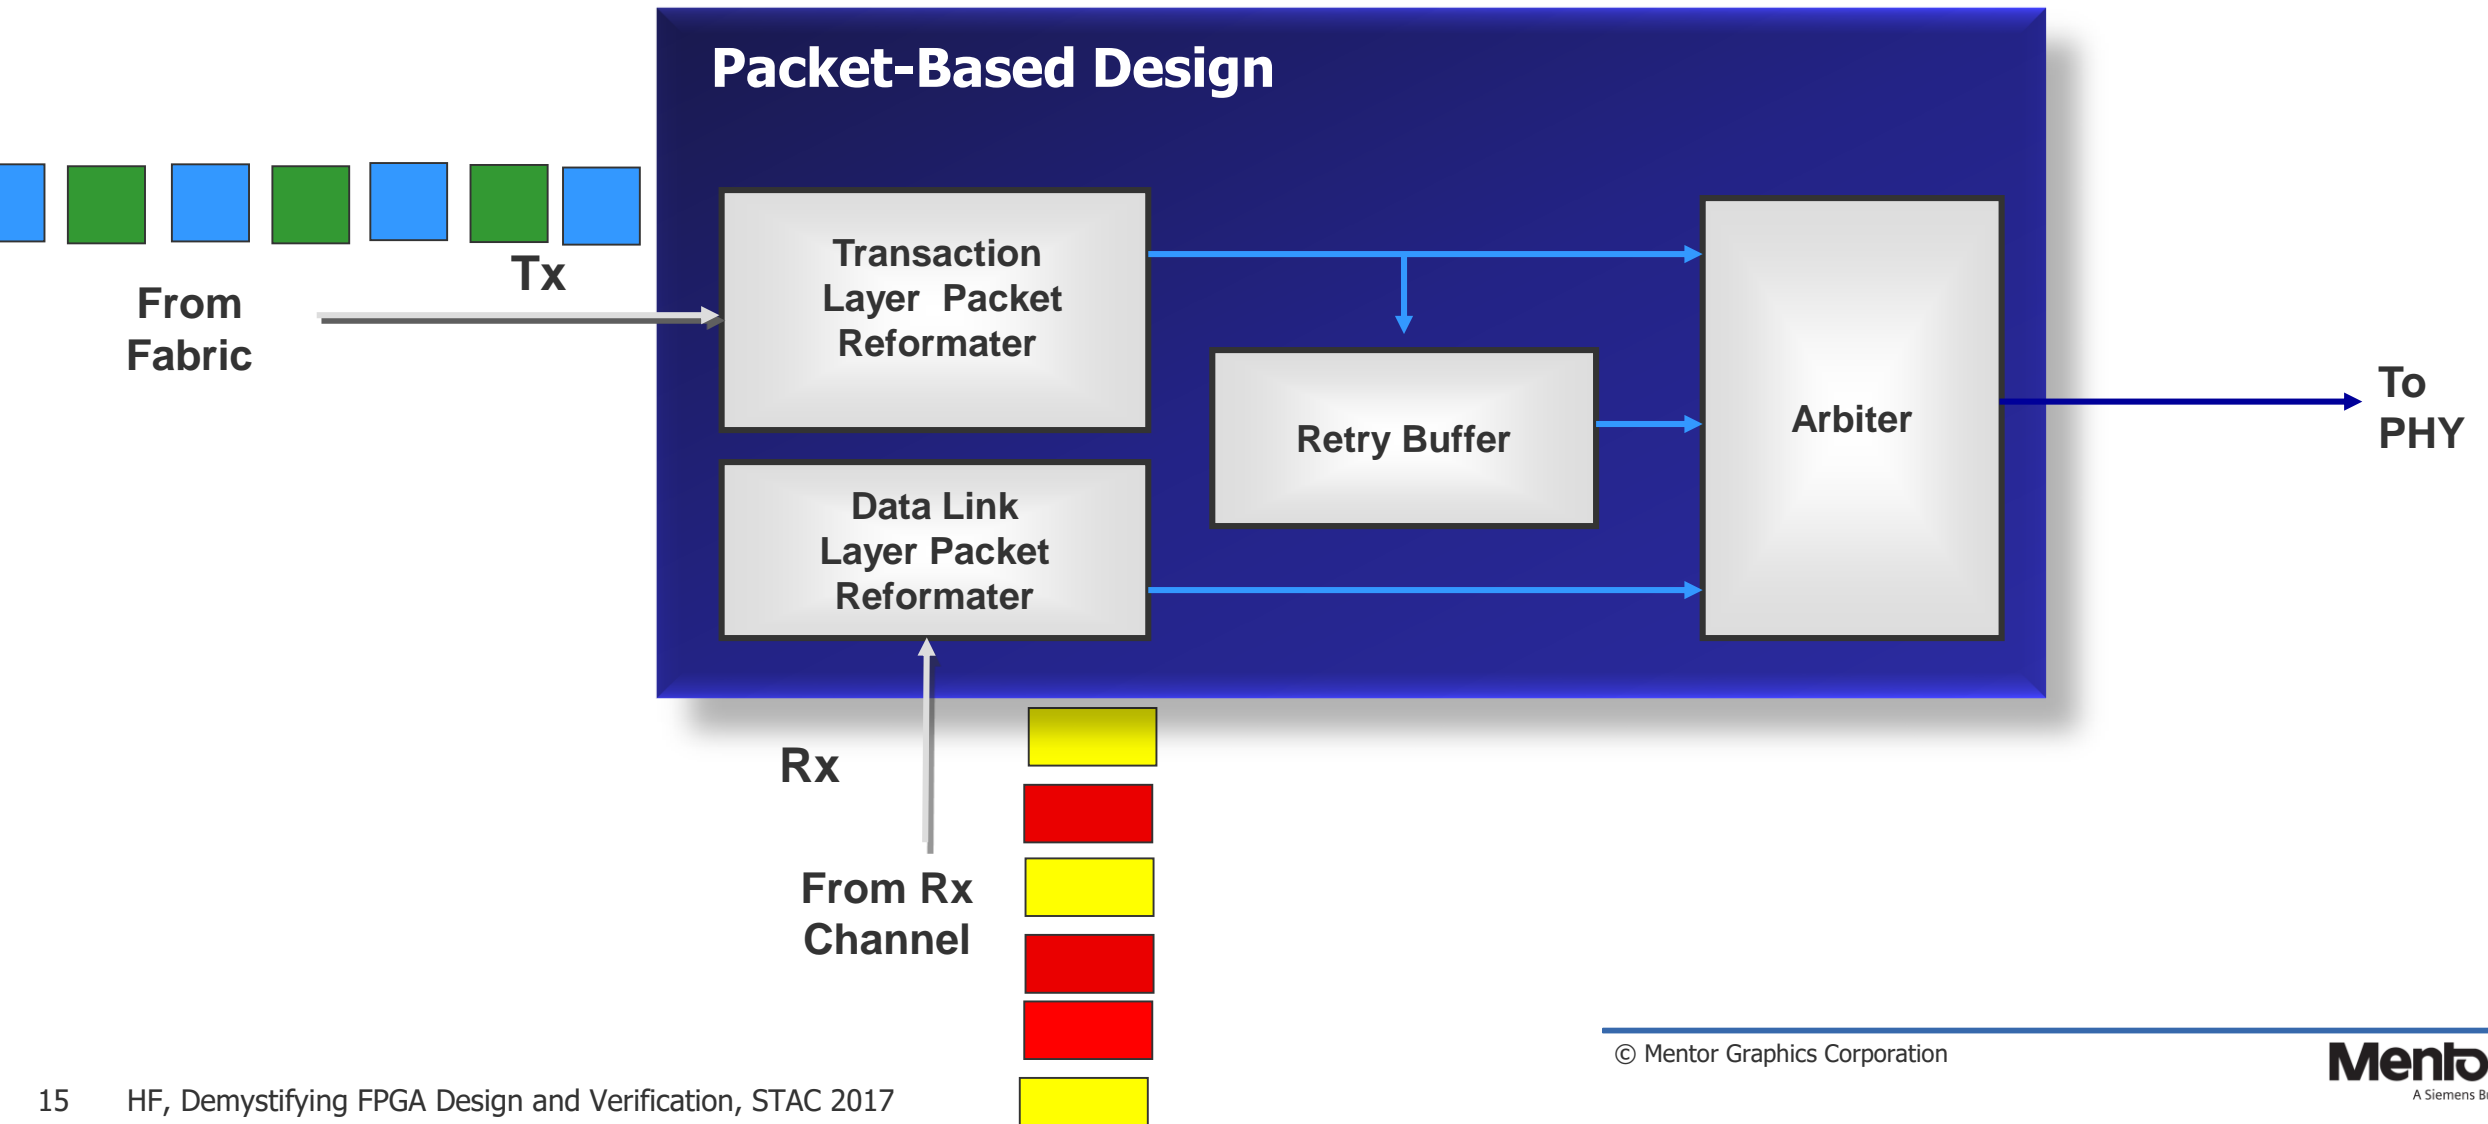 Packet-Based Design
Tx
From
Fabric
Transaction
Layer Packet
Reformater
Data Link
Layer Packet
Reformater
Retry Buffer
Arbiter
To
PHY
Rx
From Rx
Channel
© Mentor Graphics Corporation
15 HF, Demystifying FPGA Design and Verification, STAC 2017
A Siemens